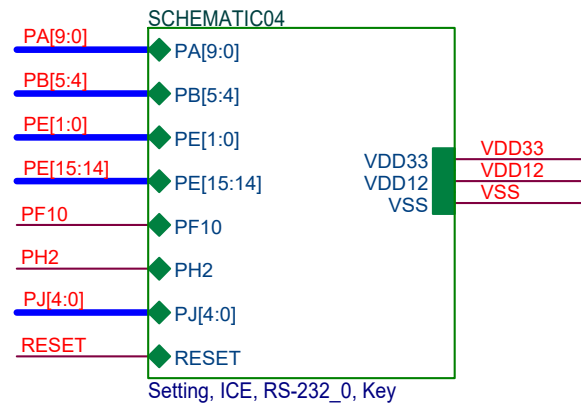 SCHEMATIC04
PA[9:0] PA[9:0]
PB[5:4] PB[5:4]
PE[1:0] PE[1:0]
PE[15:14] PE[15:14]
PF10 PF10
PH2 PH2
PJ[4:0] PJ[4:0]
RESET RESET
VDD33 VDD33
VDD12 VDD12
VSS VSS
Setting, ICE, RS-232_0, Key